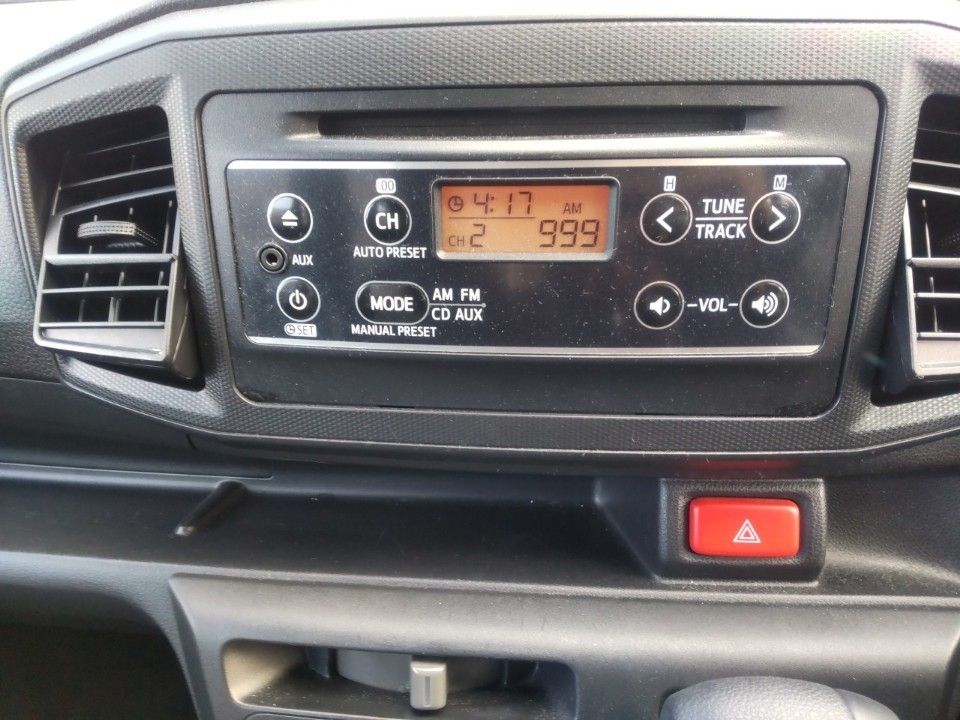 :00
H
M
CH
4:17
AM
CH 2
999
TUNE
TRACK
AUTO PRESET
AUX
MODE
AM FM
CD AUX
-VOL-
SET
MANUAL PRESET